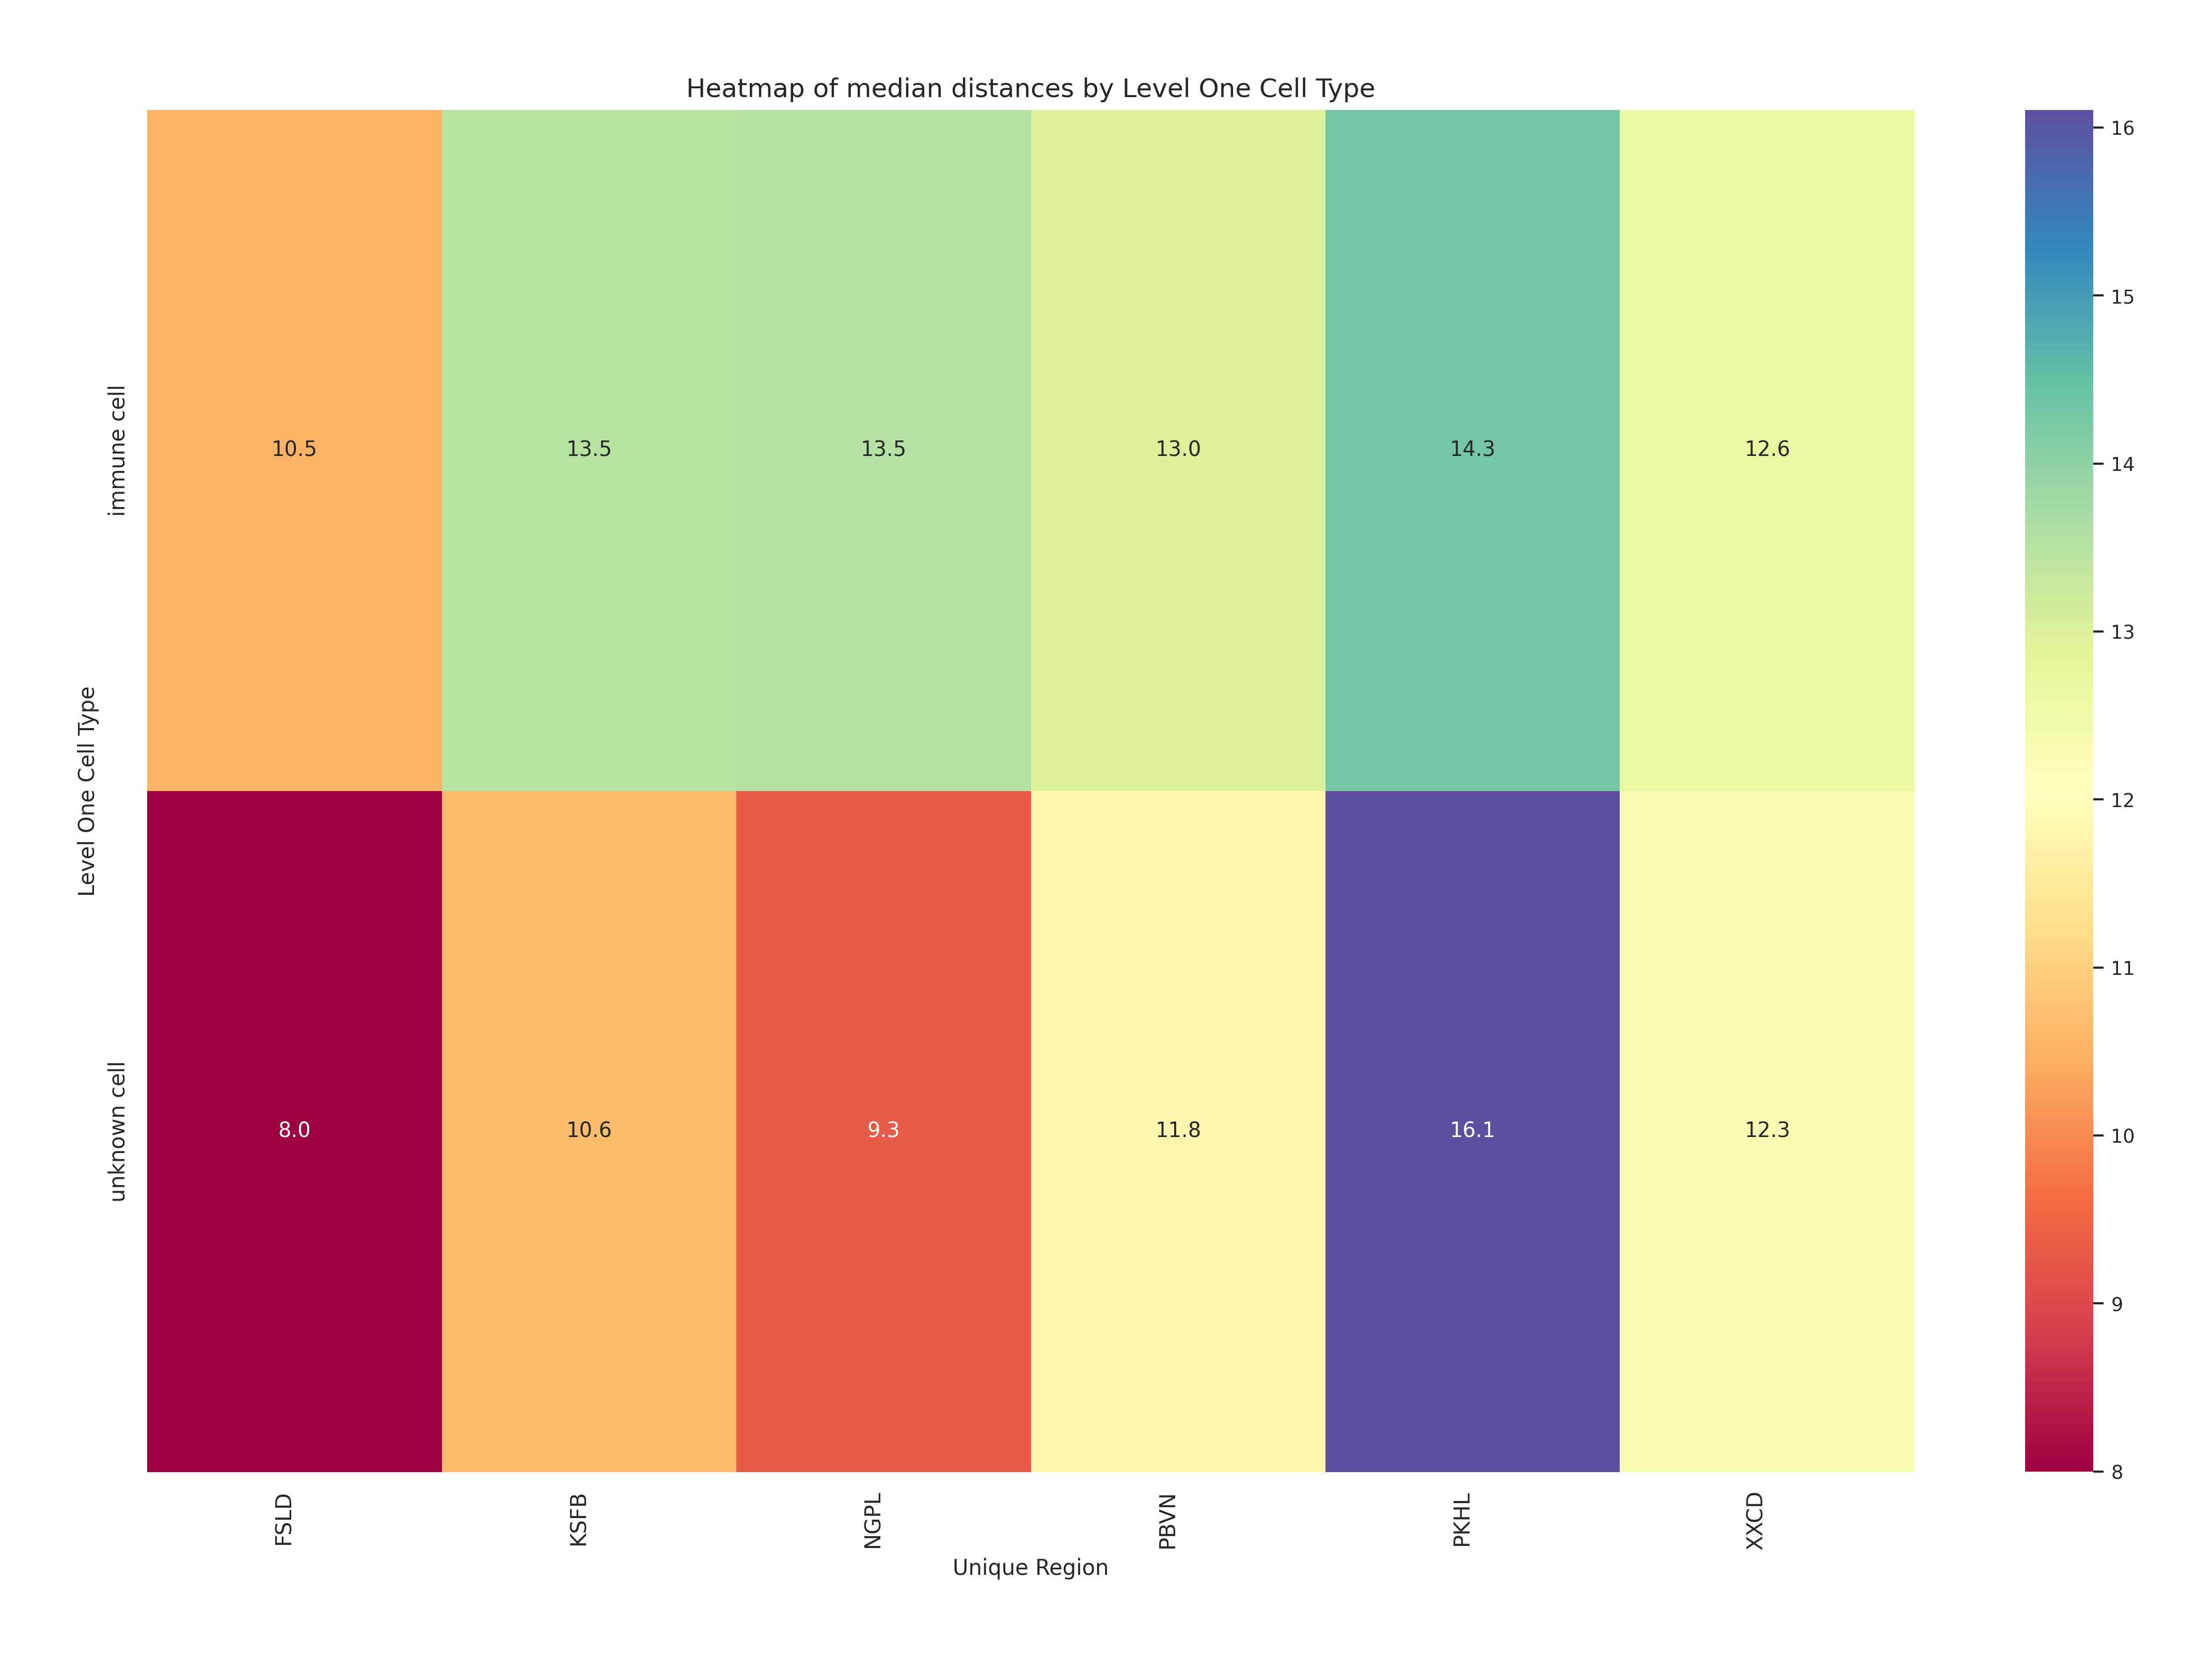 Heatmap of median distances by Level One Cell Type
Level One Cell Type
immune cell
unknown cell
10.5 13.5 13.5 13.0 14.3 12.6
8.0 10.6 9.3 11.8 16.1 12.3
FSLD KSFB NGPL PBVN PKHL XXCD
Unique Region
16
15
14
13
12
11
10
9
8